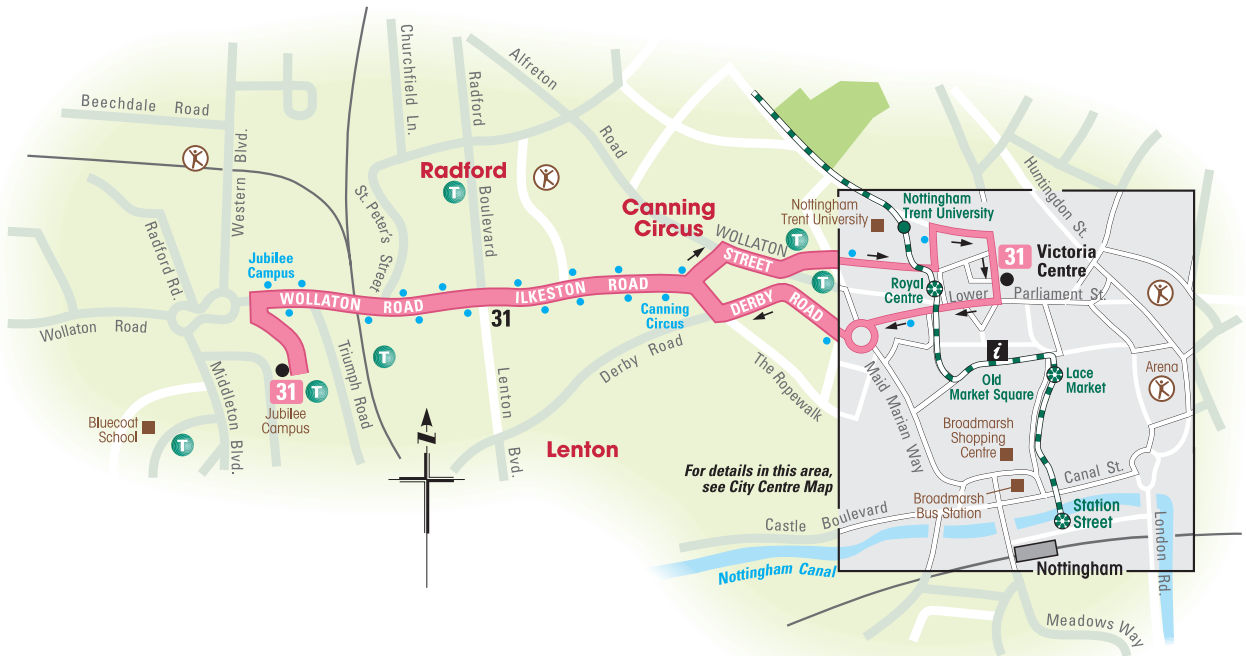 Beechdale Road
Western Blvd.
Churchfield Ln.
Radford
Boulevard
Alfreton
Road
Radford
T
St. Peter's
Street
Canning
Circus
Nottingham
Trent University
Nottingham
Trent University
Huntingdon St.
WOLLATON
STREET
T
T
31
Victoria
Centre
Radford Rd.
Jubilee
Campus
WOLLATON ROAD
ILKESTON ROAD
31
Canning
Circus
DERBY
ROAD
Royal
Centre
Lower
Parliament St.
Wollaton Road
Middleton Blvd.
Triumph Road
T
31
T
Jubilee
Campus
Bluecoat
School
T
Lenton
Bvd.
Derby Road
The Ropewalk
Maid Marian Way
i
Old
Market Square
Lace
Market
Arena
N
Lenton
Broadmarsh
Shopping
Centre
For details in this area,
see City Centre Map
Canal St.
Broadmarsh
Bus Station
Castle Boulevard
Station
Street
London Rd.
Nottingham Canal
Nottingham
Meadows Way